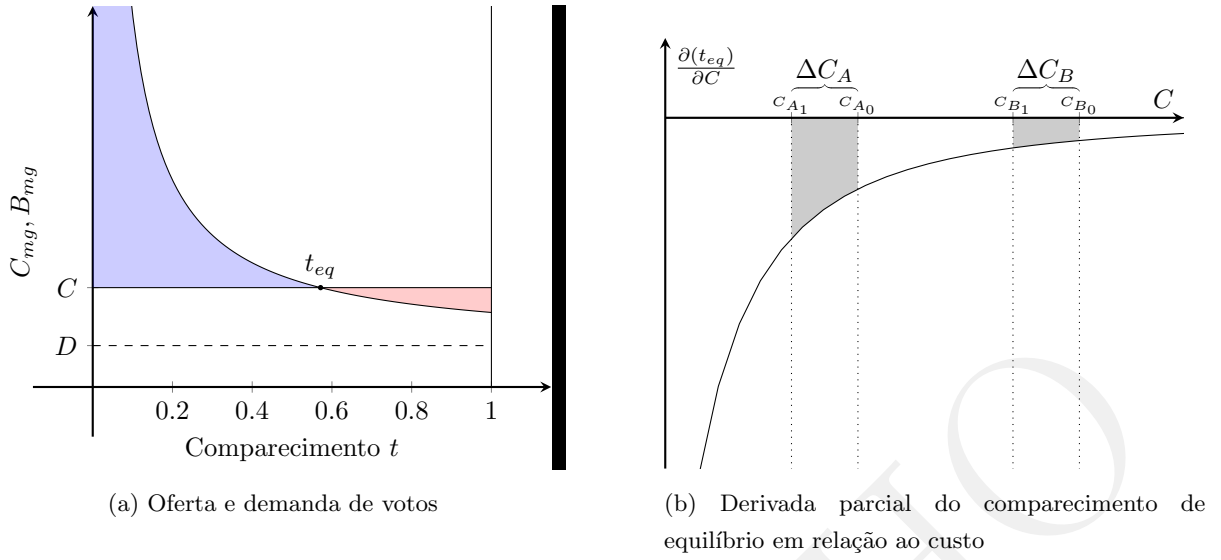 C_{mg}, B_{mg}
t_{eq}
C
D
0.2 0.4 0.6 0.8 1
Comparecimento t
(a) Oferta e demanda de votos
∂(t_{eq})
∂C
ΔC_A ΔC_B
C_{A_1} C_{A_0} C_{B_1} C_{B_0} C
(b) Derivada parcial do comparecimento de
equilíbrio em relação ao custo
HO